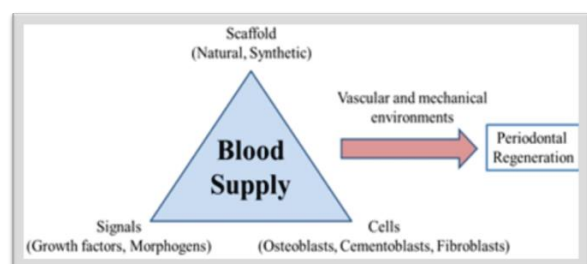 Scaffold
(Natural, Synthetic)
Vascular and mechanical
environments
Periodontal
Regeneration
Blood
Supply
Signals
(Growth factors, Morphogens)
Cells
(Osteoblasts, Cementoblasts, Fibroblasts)